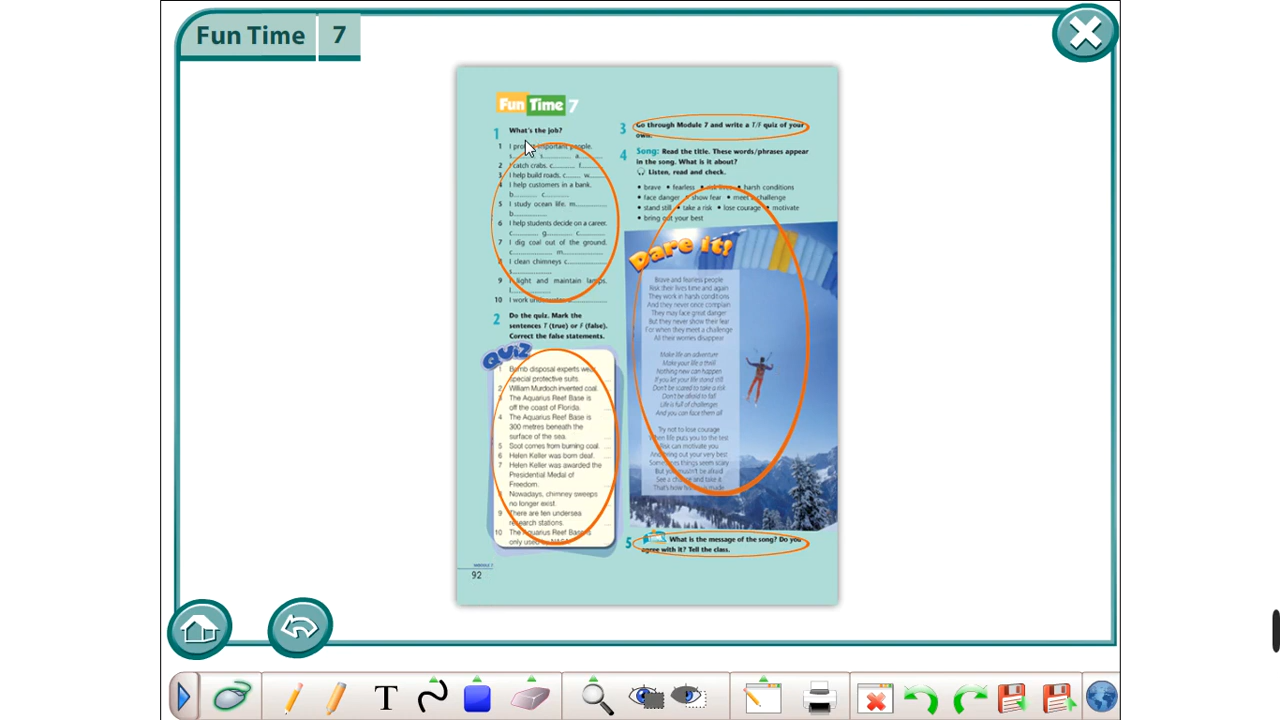 Fun Time 7
Fun Time 7
1 What's the job?
1 I protect important people.
s........... s........... a...........
2 I catch crabs. c........ f........
3 I help build roads. c....... w.......
4 I help customers in a bank.
b........... c...........
5 I study ocean life. m............
b............
6 I help students decide on a career.
c........... g........... c...........
7 I dig coal out of the ground.
c............... m..............
8 I clean chimneys c..............
s...............
9 I light and maintain lamps.
l...............
10 I work underwater.
2 Do the quiz. Mark the
sentences T (true) or F (false).
Correct the false statements.
QUIZ
1 Bomb disposal experts wear
special protective suits. ...
2 William Murdoch invented coal. ...
3 The Aquarius Reef Base is
off the coast of Florida. ...
4 The Aquarius Reef Base is
300 metres beneath the
surface of the sea. ...
5 Soot comes from burning coal. ...
6 Helen Keller was born deaf. ...
7 Helen Keller was awarded the
Presidential Medal of
Freedom. ...
8 Nowadays, chimney sweeps
no longer exist. ...
9 There are ten undersea
research stations. ...
10 The Aquarius Reef Base is
only used by NASA. ...
MODULE 7
92
3 Go through Module 7 and write a T/F quiz of your
own.
4 Song: Read the title. These words/phrases appear
in the song. What is it about?
Listen, read and check.
• brave • fearless • risk lives • harsh conditions
• face danger • show fear • meet a challenge
• stand still • take a risk • lose courage • motivate
• bring out your best
Dare it!
Brave and fearless people
Risk their lives time and again
They work in harsh conditions
And they never once complain
They may face great danger
But they never show their fear
For when they meet a challenge
All their worries disappear
Make life an adventure
Make your life a thrill
Nothing new can happen
If you let your life stand still
Don't be scared to take a risk
Don't be afraid to fall
Life is full of challenges
And you can face them all
Try not to lose courage
When life puts you to the test
Risk can motivate you
And bring out your very best
Sometimes things seem scary
But you mustn't be afraid
See a chance and take it
That's how heroes are made
5 What is the message of the song? Do you
agree with it? Tell the class.
T